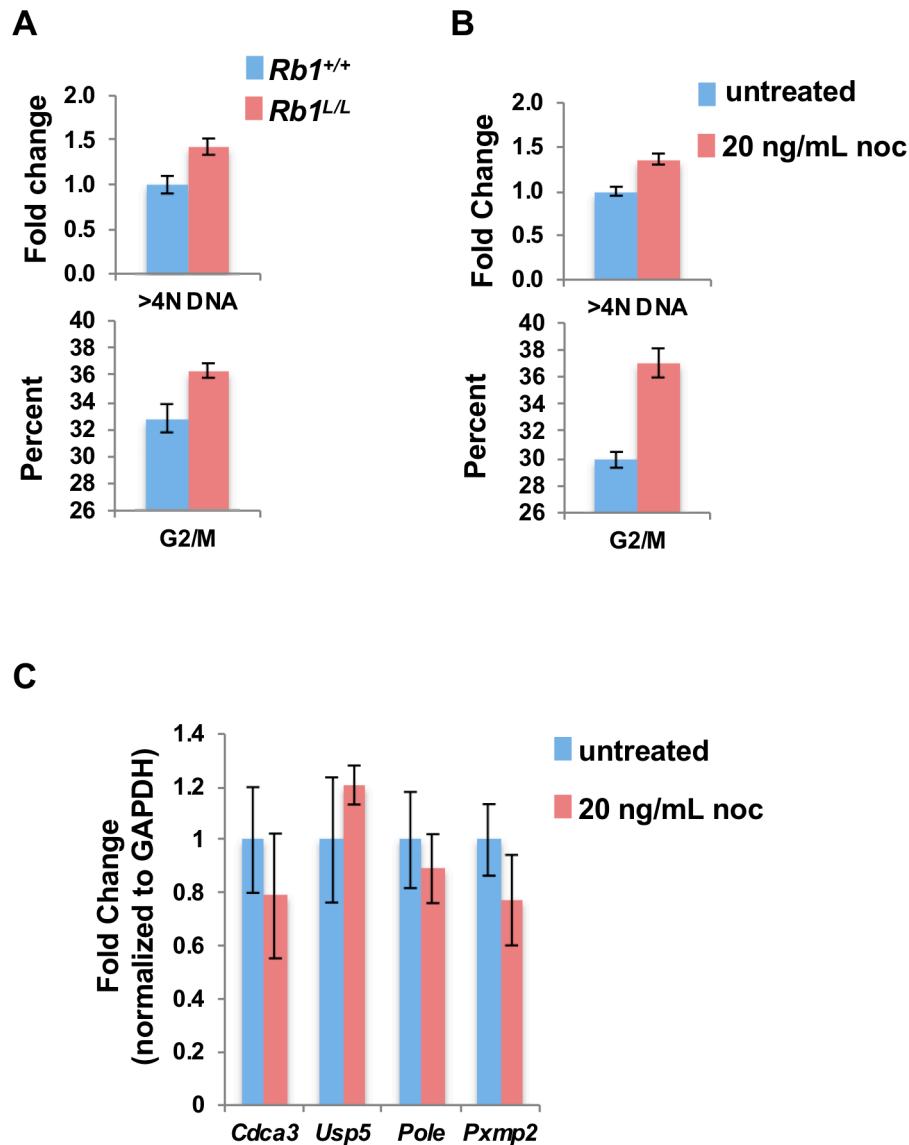 A
Rb1+/+
Rb1L/L
2.0
1.5
1.0
0.5
0.0
Fold change
>4N DNA
40
38
36
34
32
30
28
26
Percent
G2/M
B
untreated
20 ng/mL noc
2.0
1.5
1.0
0.5
0.0
Fold Change
>4N DNA
40
38
36
34
32
30
28
26
Percent
G2/M
C
untreated
20 ng/mL noc
1.4
1.2
1
0.8
0.6
0.4
0.2
0
Fold Change
(normalized to GAPDH)
Cdca3 Usp5 Pole Pxmp2